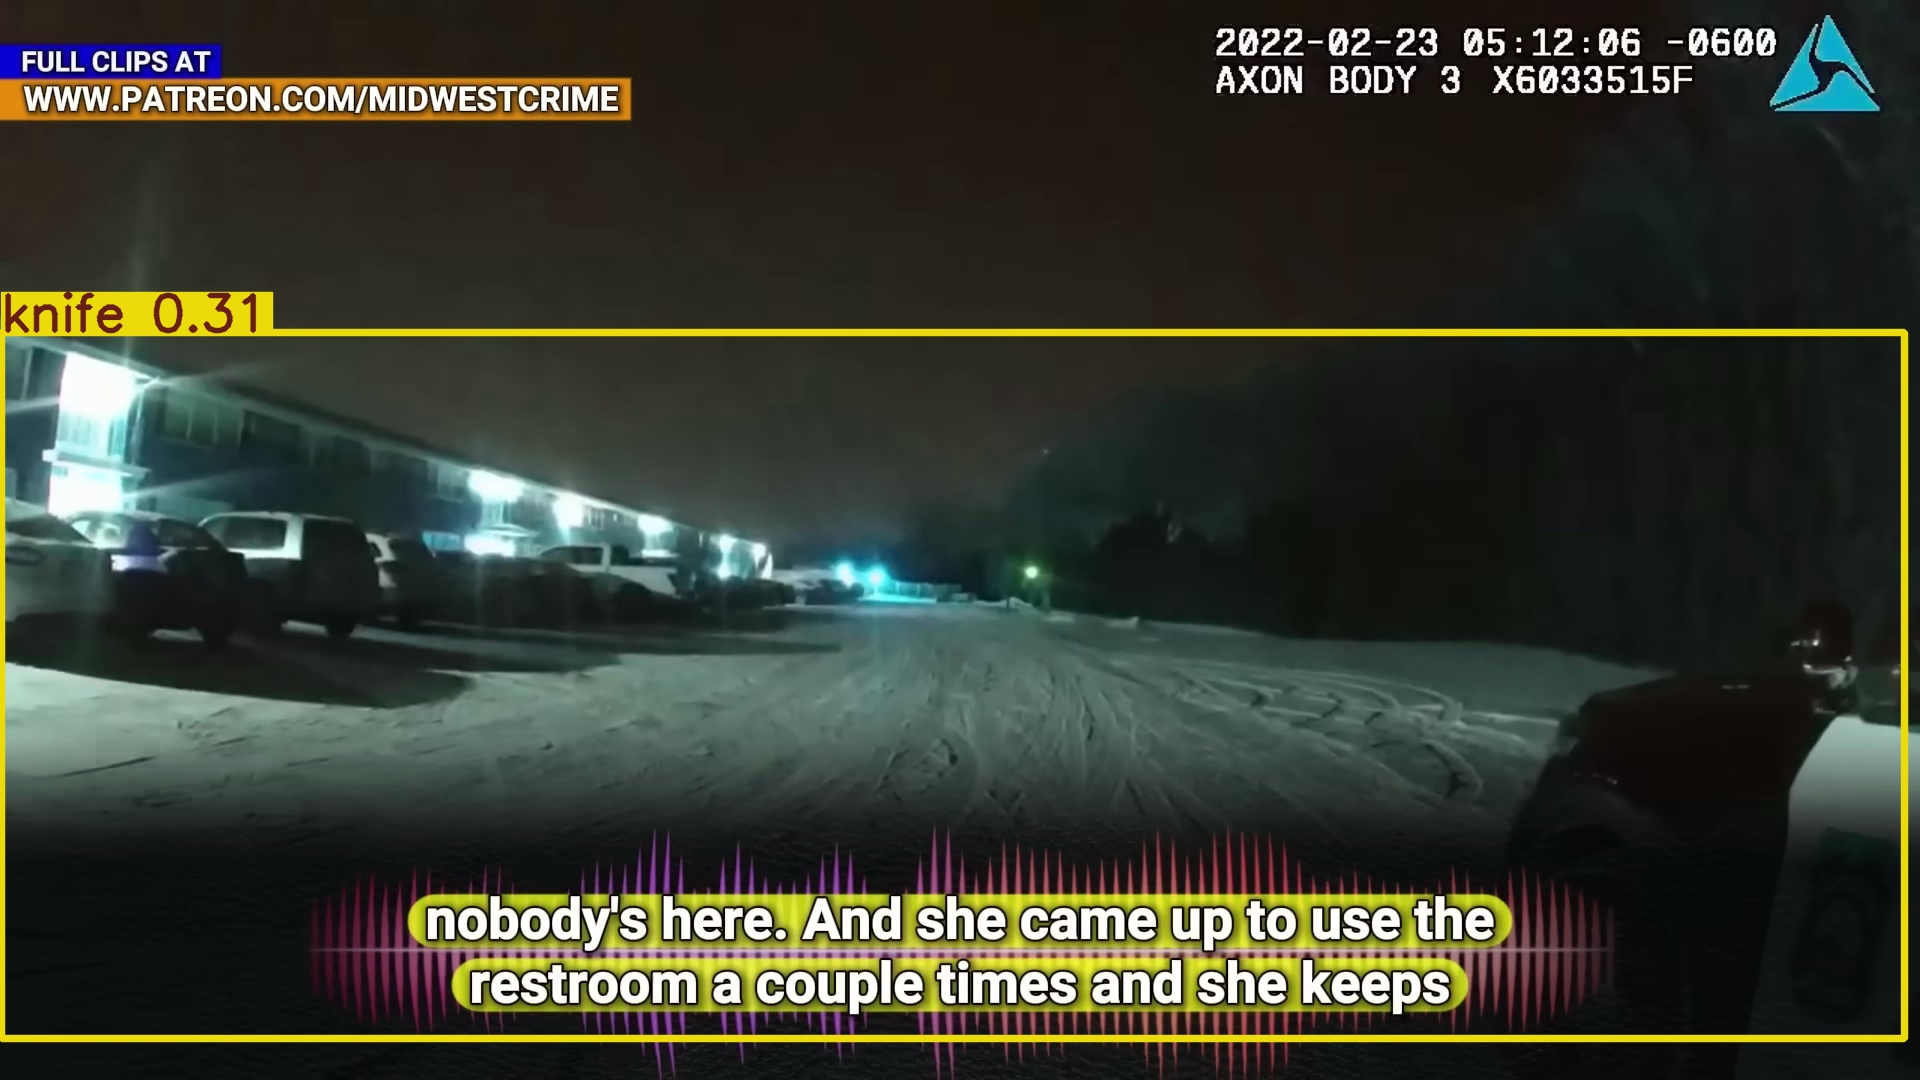 FULL CLIPS AT
WWW.PATREON.COM/MIDWESTCRIME
2022-02-23 05:12:06 -0600
AXON BODY 3 X6033515F
knife 0.31
nobody's here. And she came up to use the
restroom a couple times and she keeps